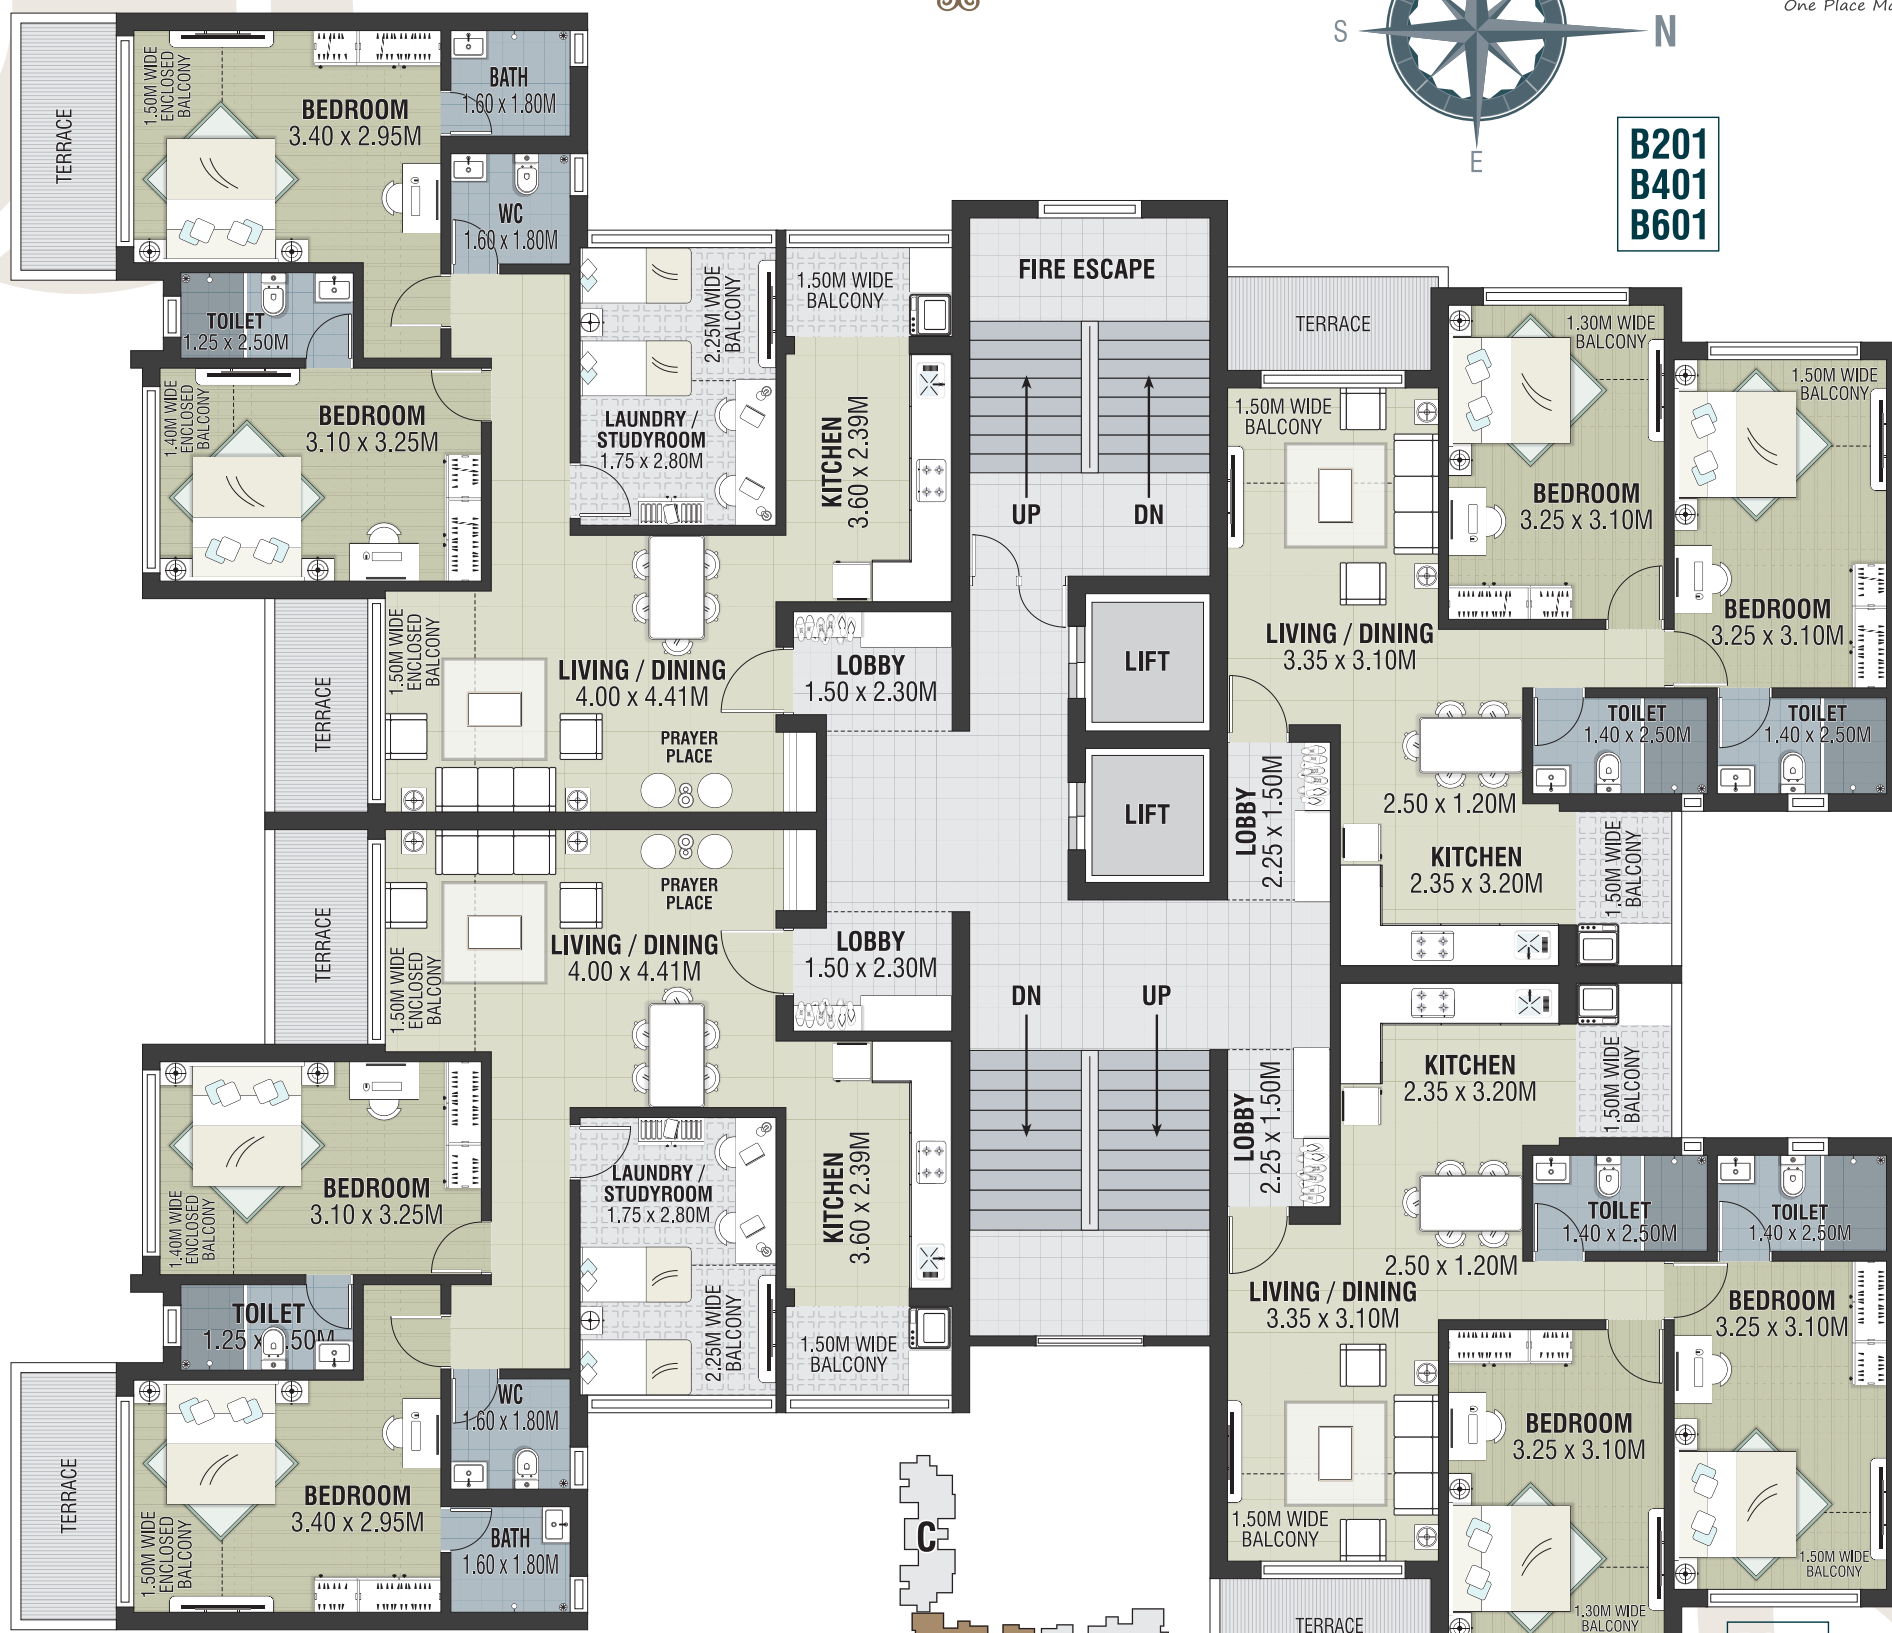 One Place Ma
S
N
E
B201
B401
B601
TERRACE
1.50M WIDE
ENCLOSED
BALCONY
BEDROOM
3.40 x 2.95M
BATH
1.60 x 1.80M
WC
1.60 x 1.80M
TOILET
1.25 x 2.50M
1.40M WIDE
ENCLOSED
BALCONY
BEDROOM
3.10 x 3.25M
2.25M WIDE
BALCONY
LAUNDRY /
STUDYROOM
1.75 x 2.80M
1.50M WIDE
BALCONY
KITCHEN
3.60 x 2.39M
FIRE ESCAPE
UP
DN
TERRACE
1.50M WIDE
BALCONY
1.30M WIDE
BALCONY
BEDROOM
3.25 x 3.10M
1.50M WIDE
BALCONY
BEDROOM
3.25 x 3.10M
TERRACE
1.50M WIDE
ENCLOSED
BALCONY
LIVING / DINING
4.00 x 4.41M
PRAYER
PLACE
LOBBY
1.50 x 2.30M
LIFT
LIFT
LIVING / DINING
3.35 x 3.10M
TOILET
1.40 x 2.50M
TOILET
1.40 x 2.50M
2.50 x 1.20M
LOBBY
2.25 x 1.50M
KITCHEN
2.35 x 3.20M
1.50M WIDE
BALCONY
TERRACE
1.50M WIDE
ENCLOSED
BALCONY
PRAYER
PLACE
LIVING / DINING
4.00 x 4.41M
LOBBY
1.50 x 2.30M
DN
UP
LOBBY
2.25 x 1.50M
KITCHEN
2.35 x 3.20M
1.50M WIDE
BALCONY
1.40M WIDE
ENCLOSED
BALCONY
BEDROOM
3.10 x 3.25M
LAUNDRY /
STUDYROOM
1.75 x 2.80M
2.25M WIDE
BALCONY
KITCHEN
3.60 x 2.39M
1.50M WIDE
BALCONY
TOILET
1.40 x 2.50M
TOILET
1.40 x 2.50M
2.50 x 1.20M
LIVING / DINING
3.35 x 3.10M
BEDROOM
3.25 x 3.10M
TOILET
1.25 x .50M
WC
1.60 x 1.80M
TERRACE
1.50M WIDE
ENCLOSED
BALCONY
BEDROOM
3.40 x 2.95M
BATH
1.60 x 1.80M
C
BEDROOM
3.25 x 3.10M
1.50M WIDE
BALCONY
1.50M WIDE
BALCONY
1.30M WIDE
BALCONY
TERRACE